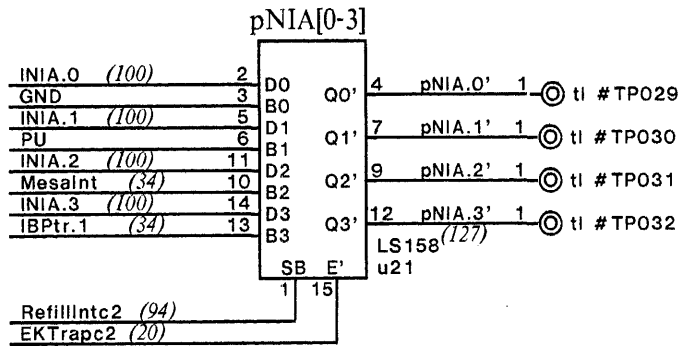 pNIA[0-3]
INIA.0 (100) 2 D0
GND 3 B0
INIA.1 (100) 5 D1
PU 6 B1
INIA.2 (100) 11 D2
MesaInt (34) 10 B2
INIA.3 (100) 14 D3
IBPtr.1 (34) 13 B3
Q0' 4 pNIA.0' 1 tl #TP029
Q1' 7 pNIA.1' 1 tl #TP030
Q2' 9 pNIA.2' 1 tl #TP031
Q3' 12 pNIA.3' 1 tl #TP032
LS158 (127)
u21
SB E'
1 15
RefillIntc2 (94)
EKTrapc2 (20)